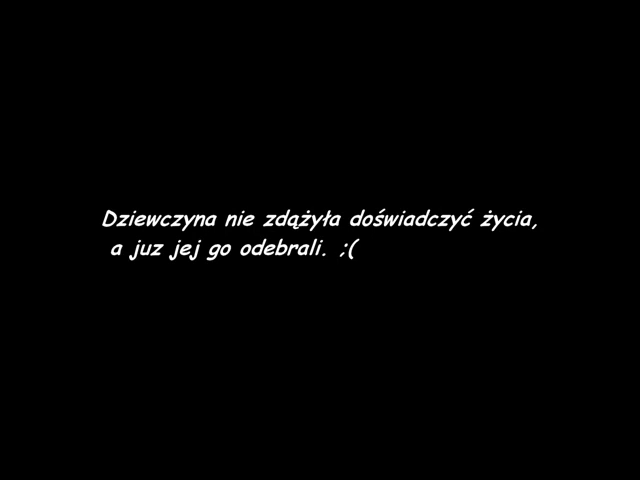 Dziewczyna nie zdążyła doświadczyć życia,
a juz jej go odebrali. ;(